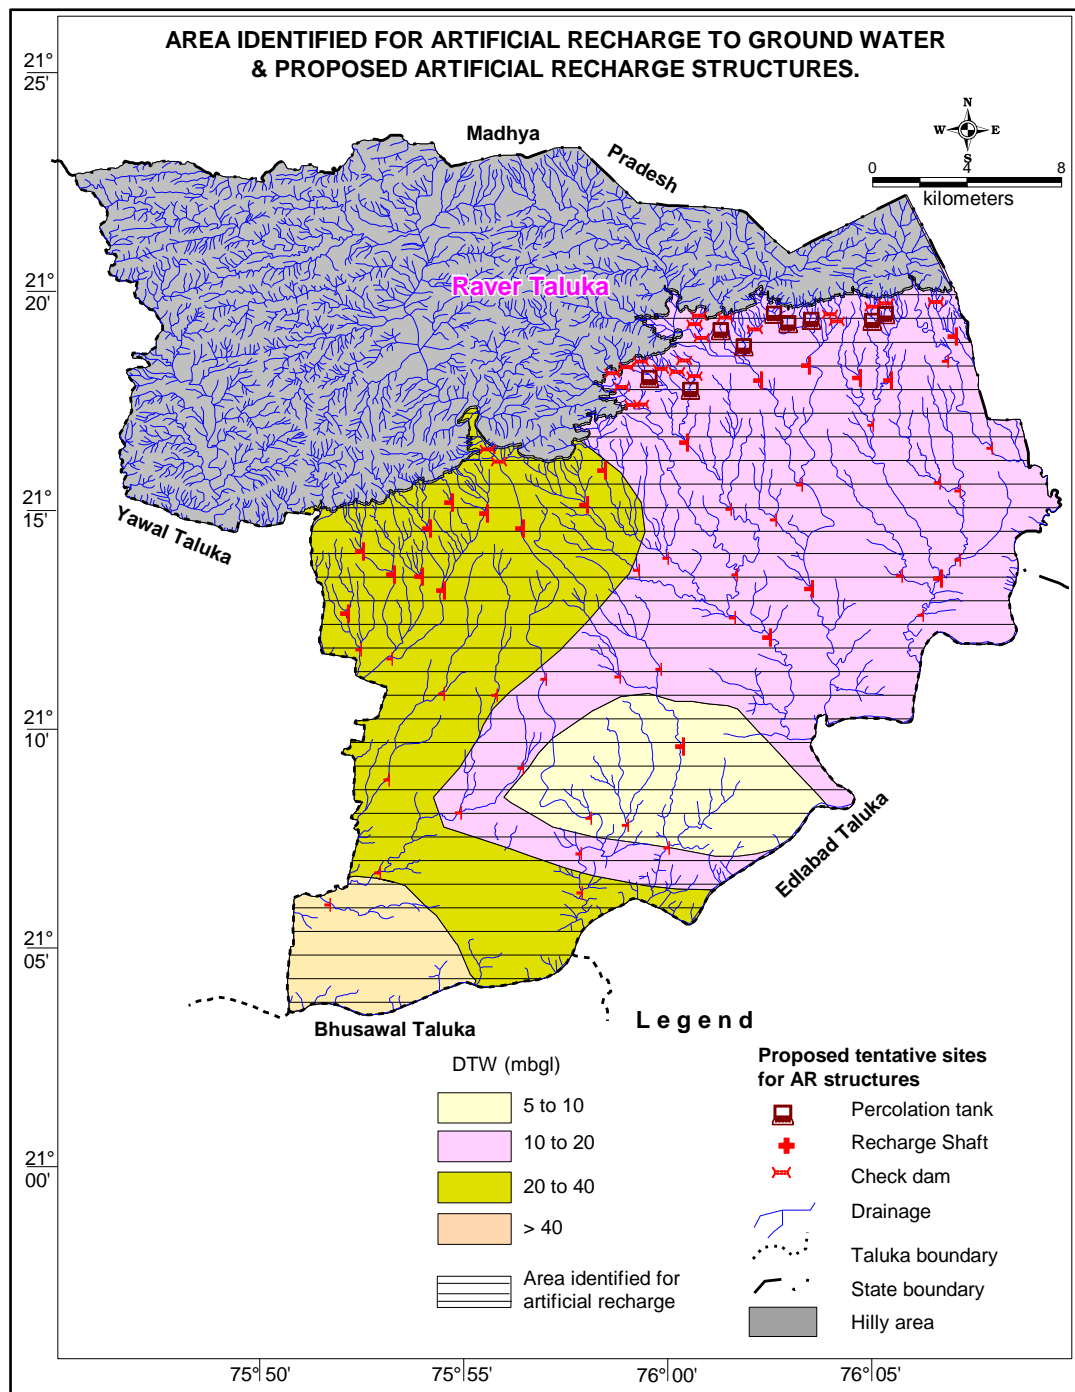 AREA IDENTIFIED FOR ARTIFICIAL RECHARGE TO GROUND WATER
& PROPOSED ARTIFICIAL RECHARGE STRUCTURES.
21°
25'
N
W E
S
Madhya
Pradesh
0 4 8
kilometers
21°
20'
Raver Taluka
21°
15'
Yawal Taluka
21°
10'
Edlabad Taluka
21°
05'
Bhusawal Taluka
Legend
DTW (mbgl)
5 to 10
10 to 20
20 to 40
> 40
Area identified for
artificial recharge
Proposed tentative sites
for AR structures
Percolation tank
Recharge Shaft
Check dam
Drainage
Taluka boundary
State boundary
Hilly area
21°
00'
75° 50' 75° 55' 76° 00' 76° 05'